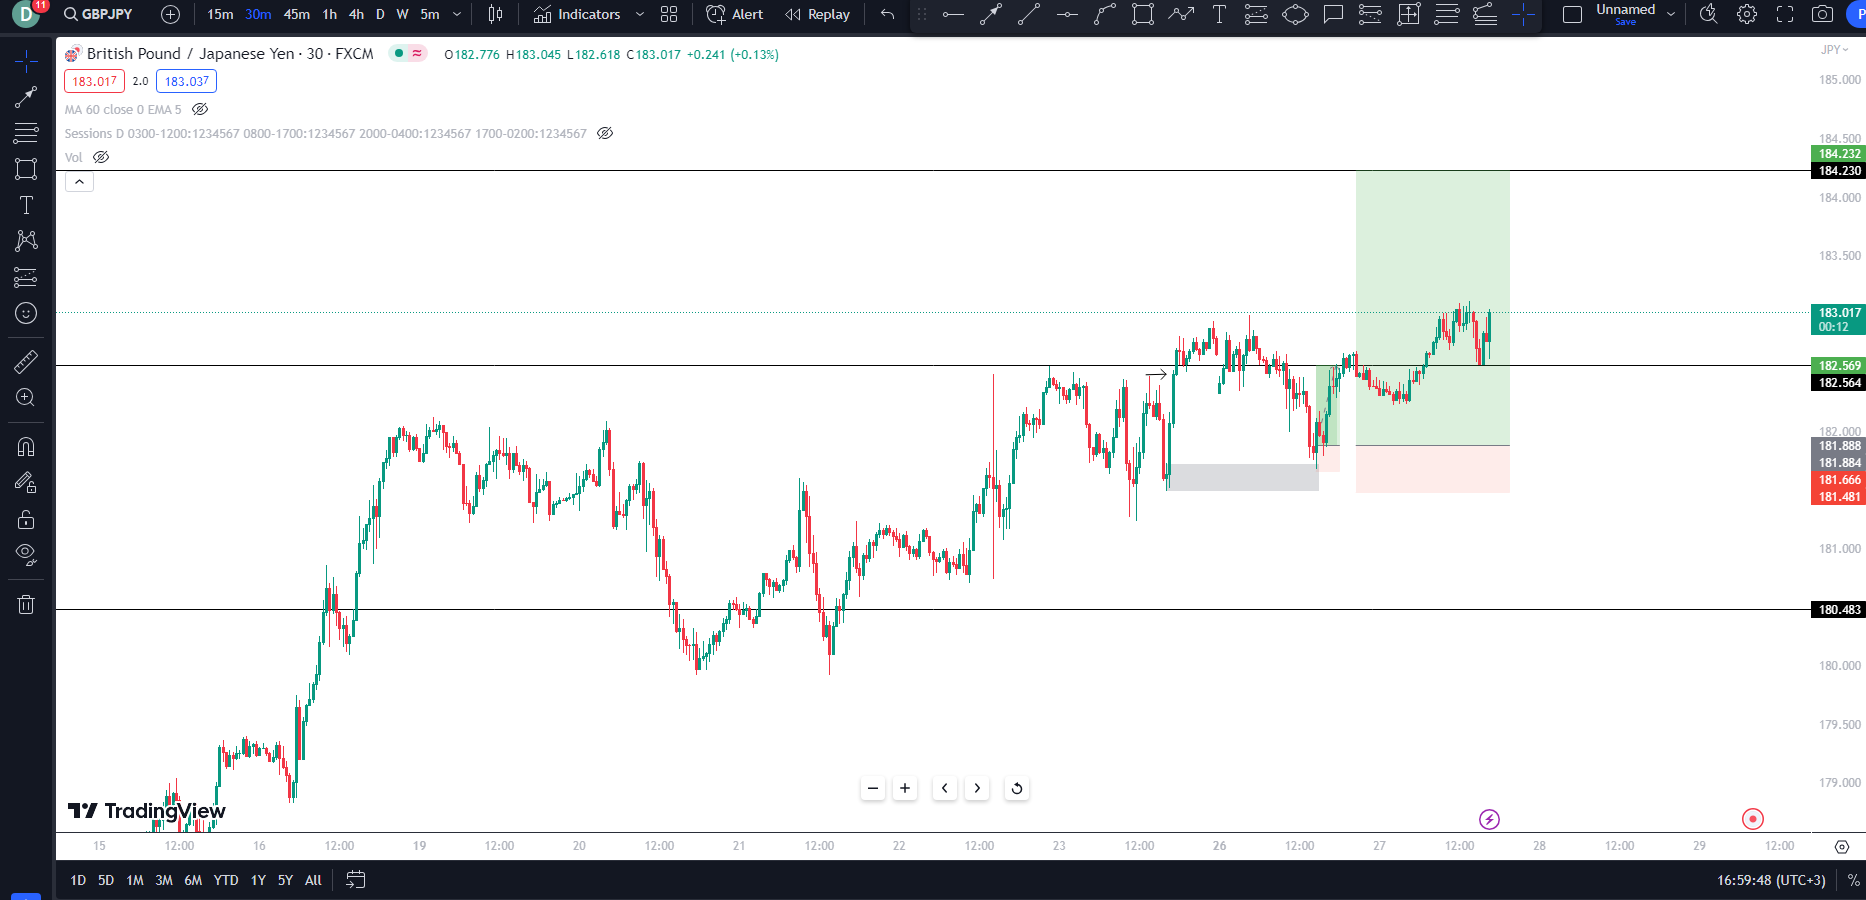 D 11 GBPJPY 15m 30m 45m 1h 4h D W 5m Indicators Alert Replay T Unnamed Save P
British Pound / Japanese Yen · 30 · FXCM ≈ O182.776 H183.045 L182.618 C183.017 +0.241 (+0.13%) JPY
183.017 2.0 183.037
185.000
MA 60 close 0 EMA 5
Sessions D 0300-1200:1234567 0800-1700:1234567 2000-0400:1234567 1700-0200:1234567
184.500
Vol
184.232
184.230
184.000
T
183.500
183.017
00:12
182.569
182.564
182.000
181.888
181.884
181.666
181.481
181.000
180.483
180.000
179.500
179.000
TradingView
15 12:00 16 12:00 19 12:00 20 12:00 21 12:00 22 12:00 23 12:00 26 12:00 27 12:00 28 12:00 29 12:00
1D 5D 1M 3M 6M YTD 1Y 5Y All 16:59:48 (UTC+3) %